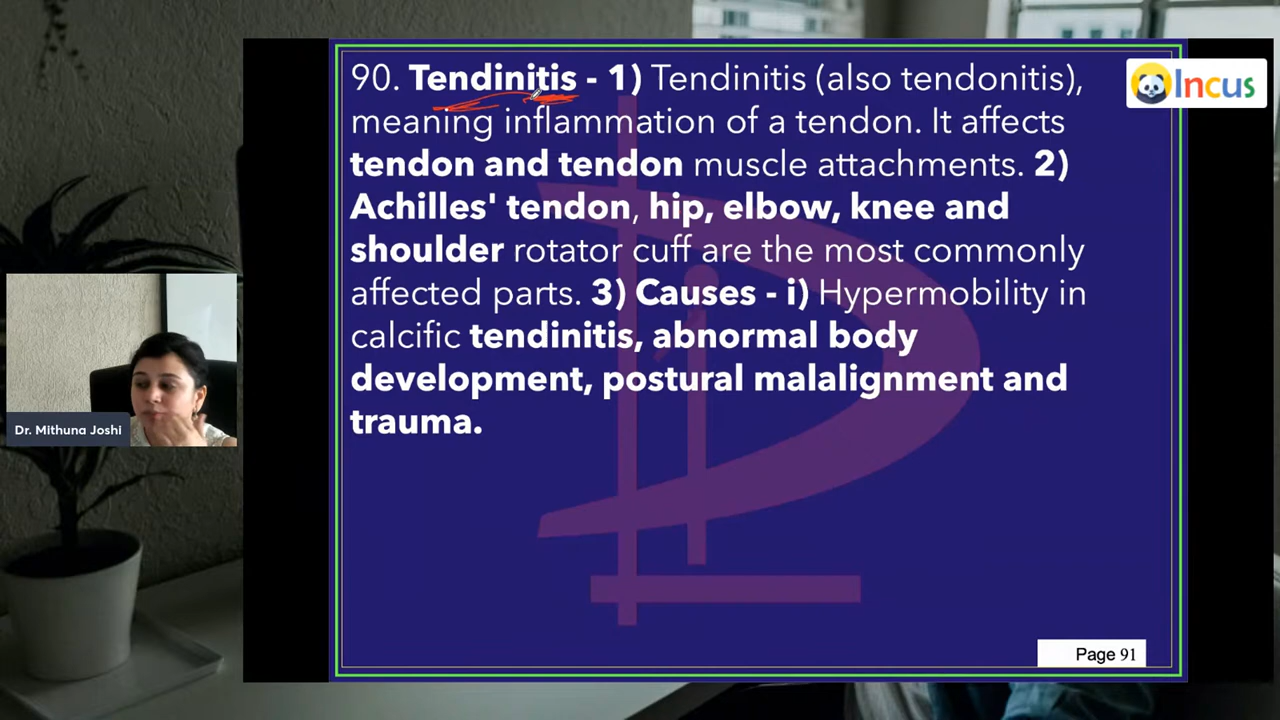 90. Tendinitis - 1) Tendinitis (also tendonitis),
meaning inflammation of a tendon. It affects
tendon and tendon muscle attachments. 2)
Achilles' tendon, hip, elbow, knee and
shoulder rotator cuff are the most commonly
affected parts. 3) Causes - i) Hypermobility in
calcific tendinitis, abnormal body
development, postural malalignment and
trauma.
Incus
Dr. Mithuna Joshi
Page 91